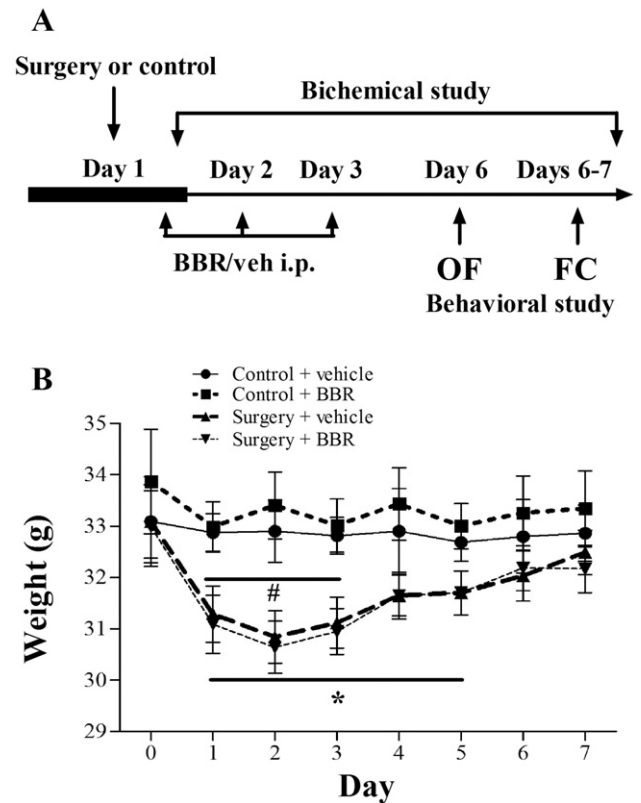 A
Surgery or control
Bichemical study
Day 1 Day 2 Day 3 Day 6 Days 6-7
BBR/veh i.p.
OF FC
Behavioral study
B
Control + vehicle
Control + BBR
Surgery + vehicle
Surgery + BBR
35
34
33
32
31
30
29
Weight (g)
#
*
0 1 2 3 4 5 6 7
Day